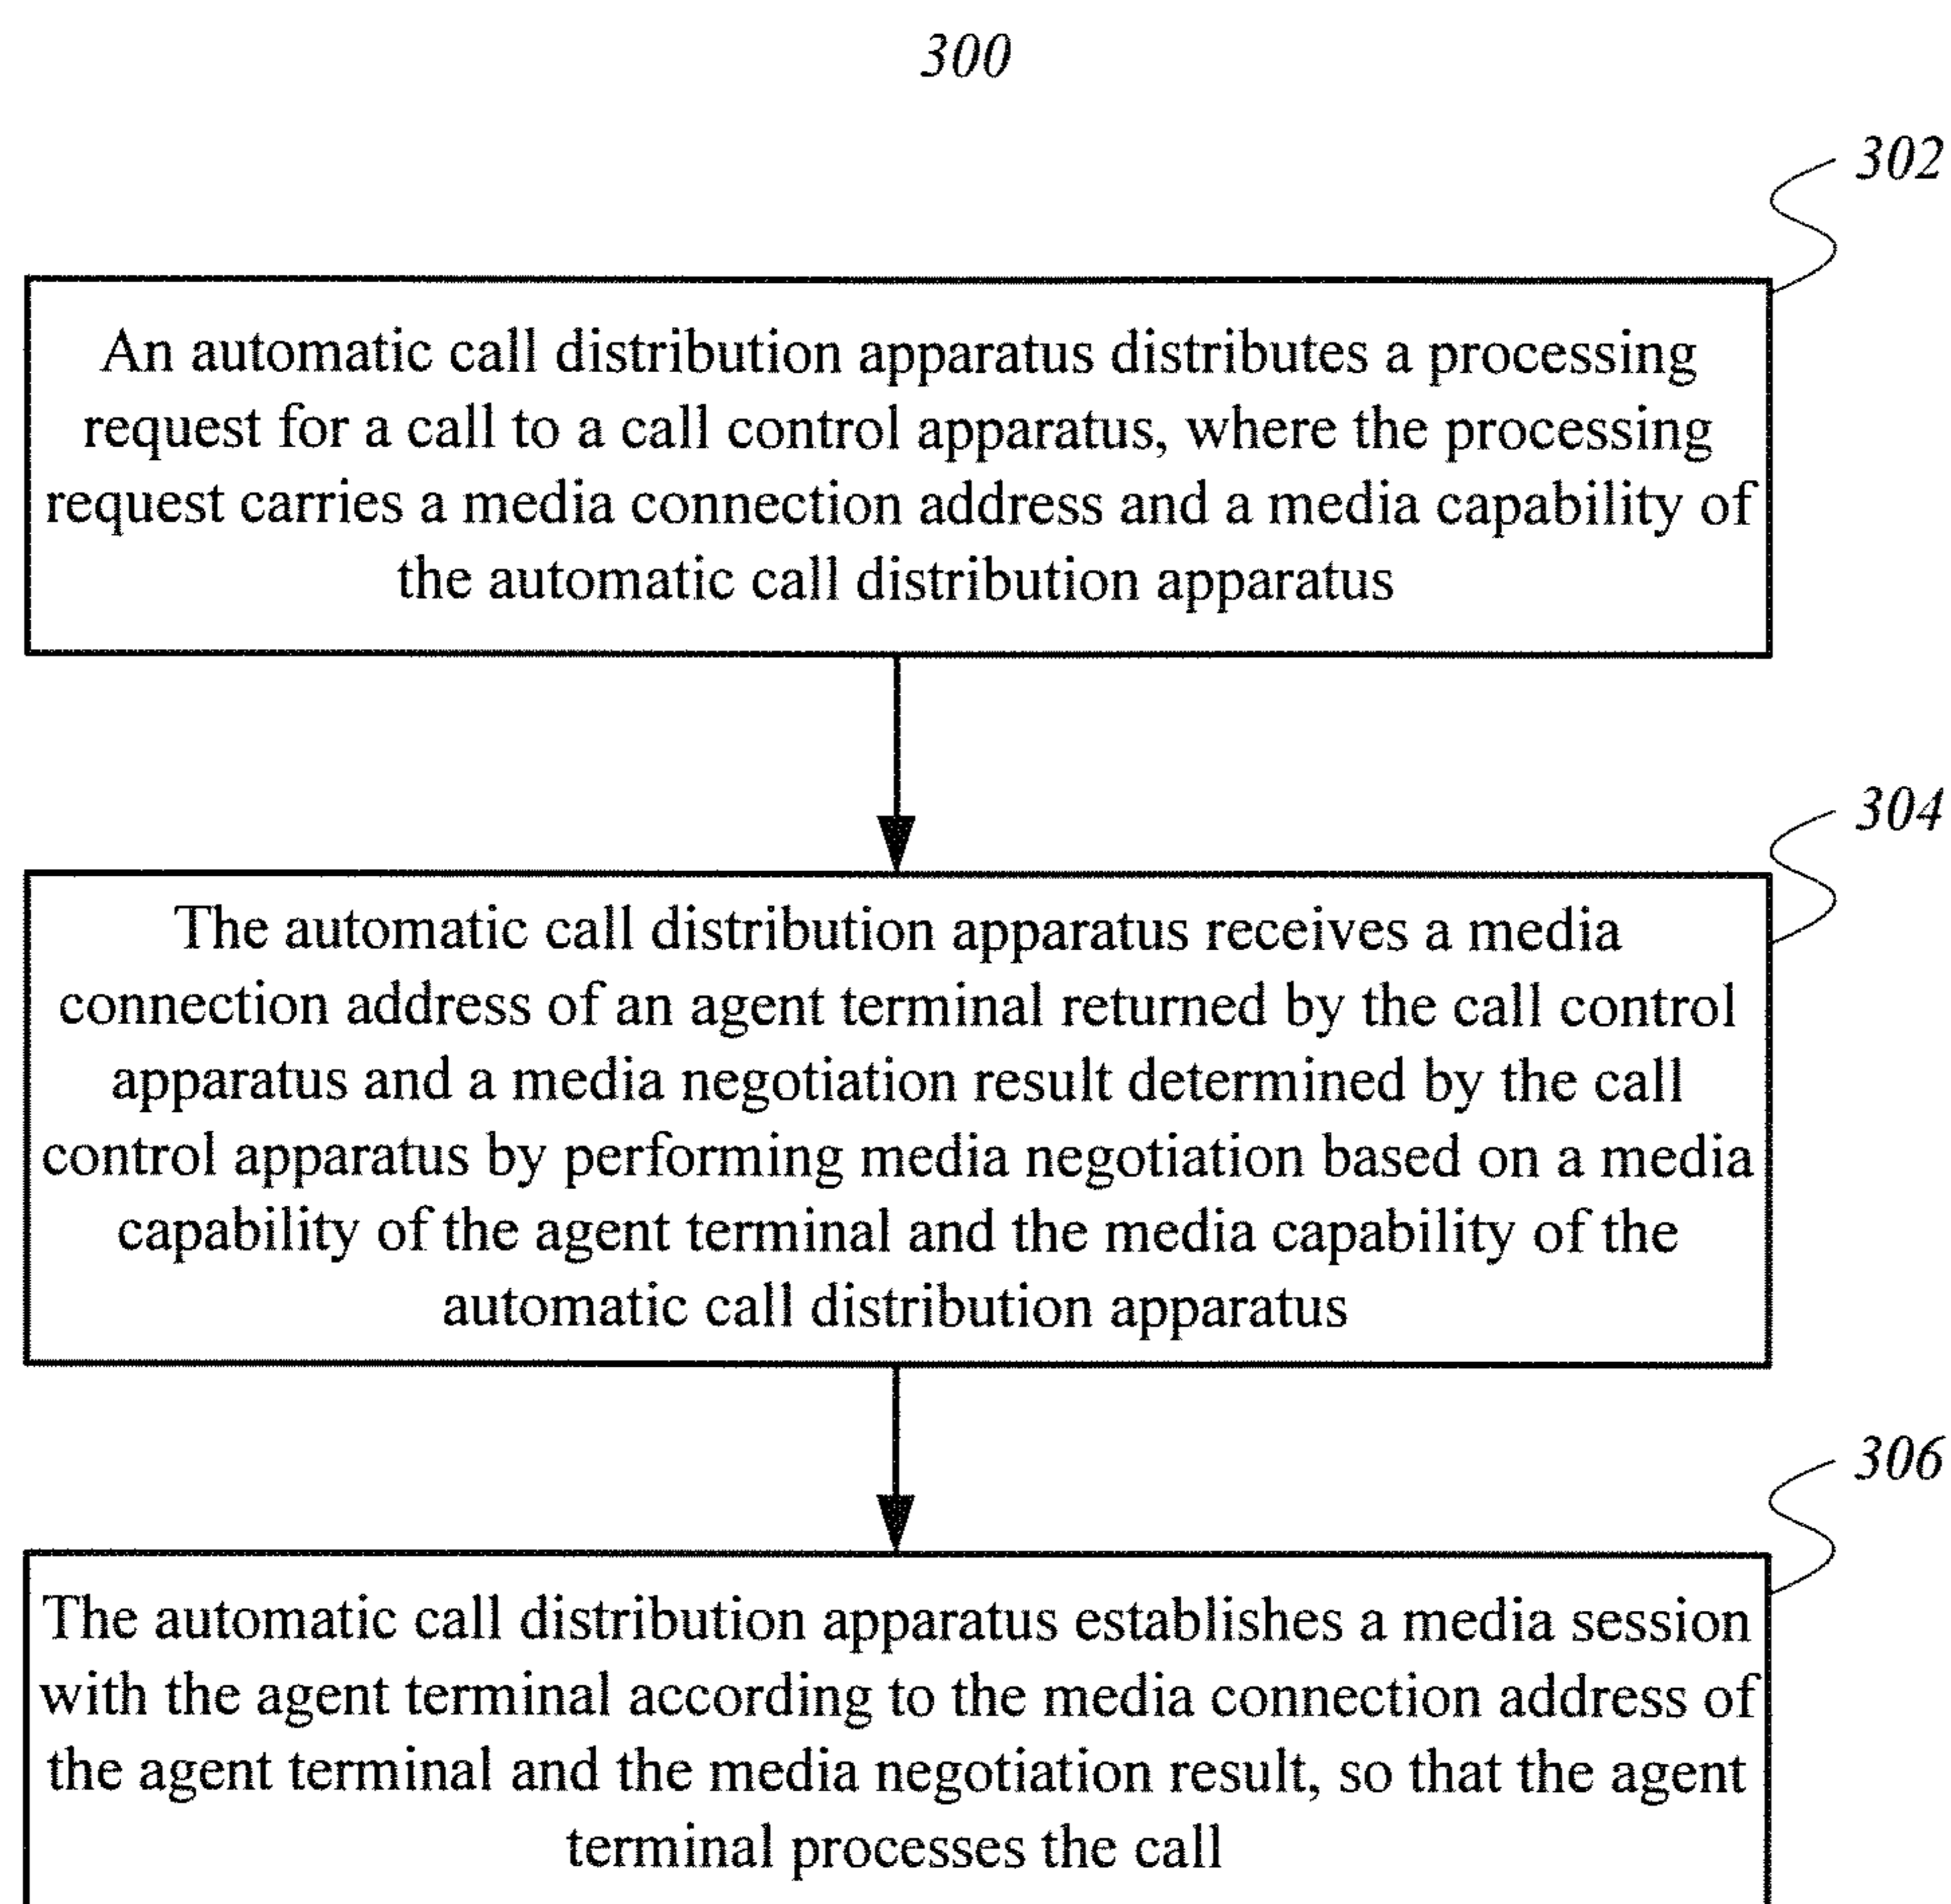 300
302
An automatic call distribution apparatus distributes a processing
request for a call to a call control apparatus, where the processing
request carries a media connection address and a media capability of
the automatic call distribution apparatus
304
The automatic call distribution apparatus receives a media
connection address of an agent terminal returned by the call control
apparatus and a media negotiation result determined by the call
control apparatus by performing media negotiation based on a media
capability of the agent terminal and the media capability of the
automatic call distribution apparatus
306
The automatic call distribution apparatus establishes a media session
with the agent terminal according to the media connection address of
the agent terminal and the media negotiation result, so that the agent
terminal processes the call